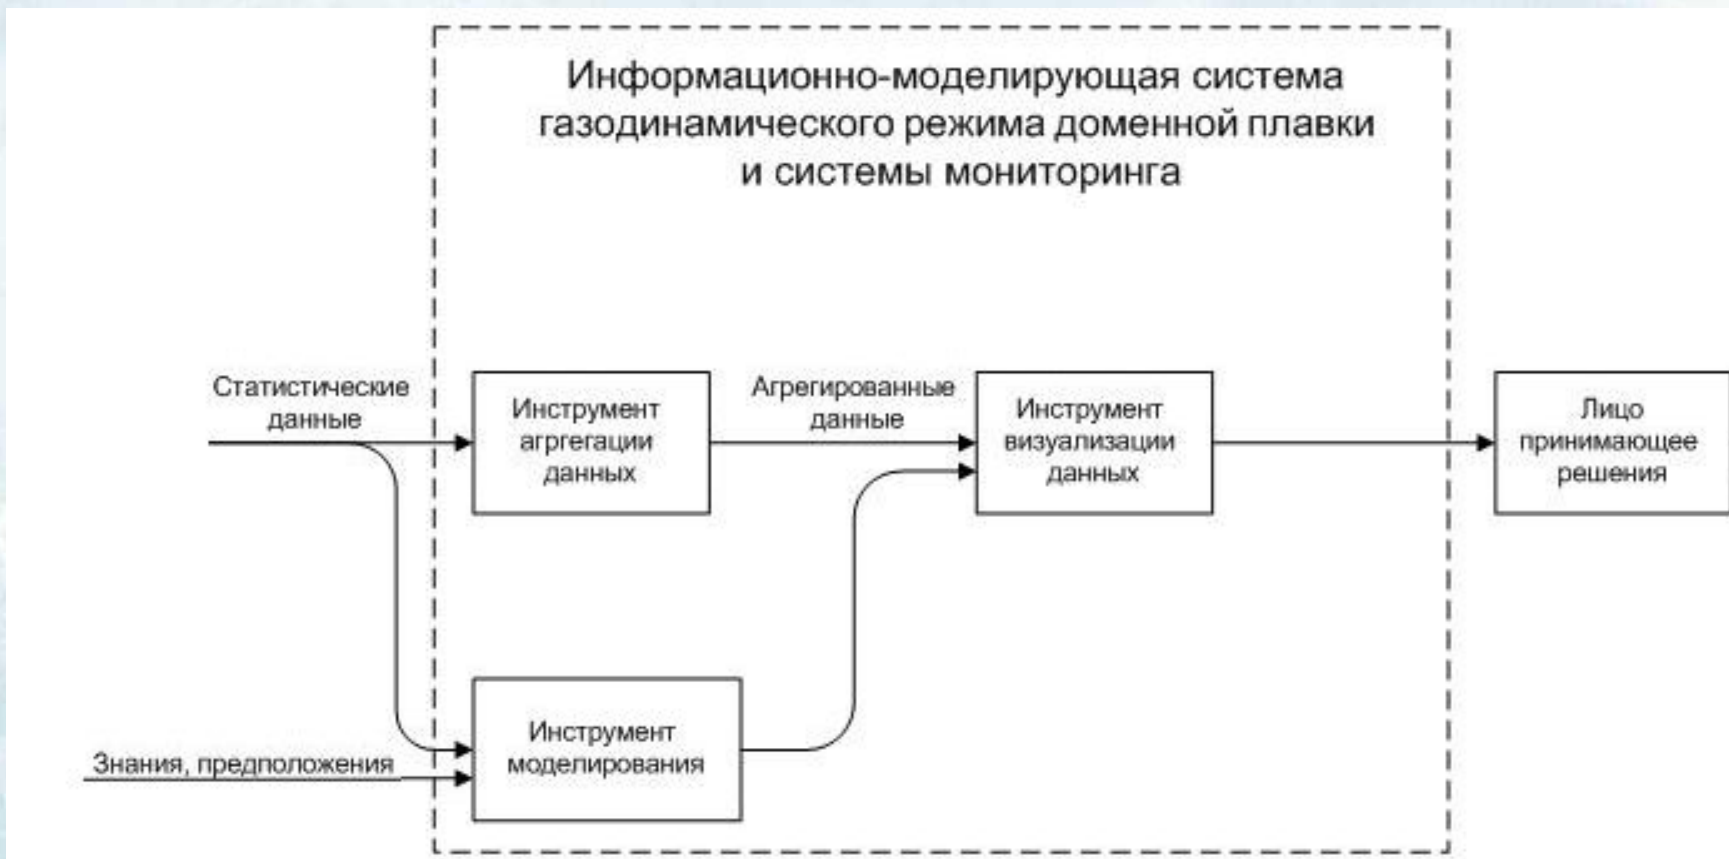 Информационно-моделирующая система
газодинамического режима доменной плавки
и системы мониторинга
Статистические
данные
Инструмент
агргегации
данных
Агрегированные
данные
Инструмент
визуализации
данных
Лицо
принимающее
решения
Знания, предположения
Инструмент
моделирования